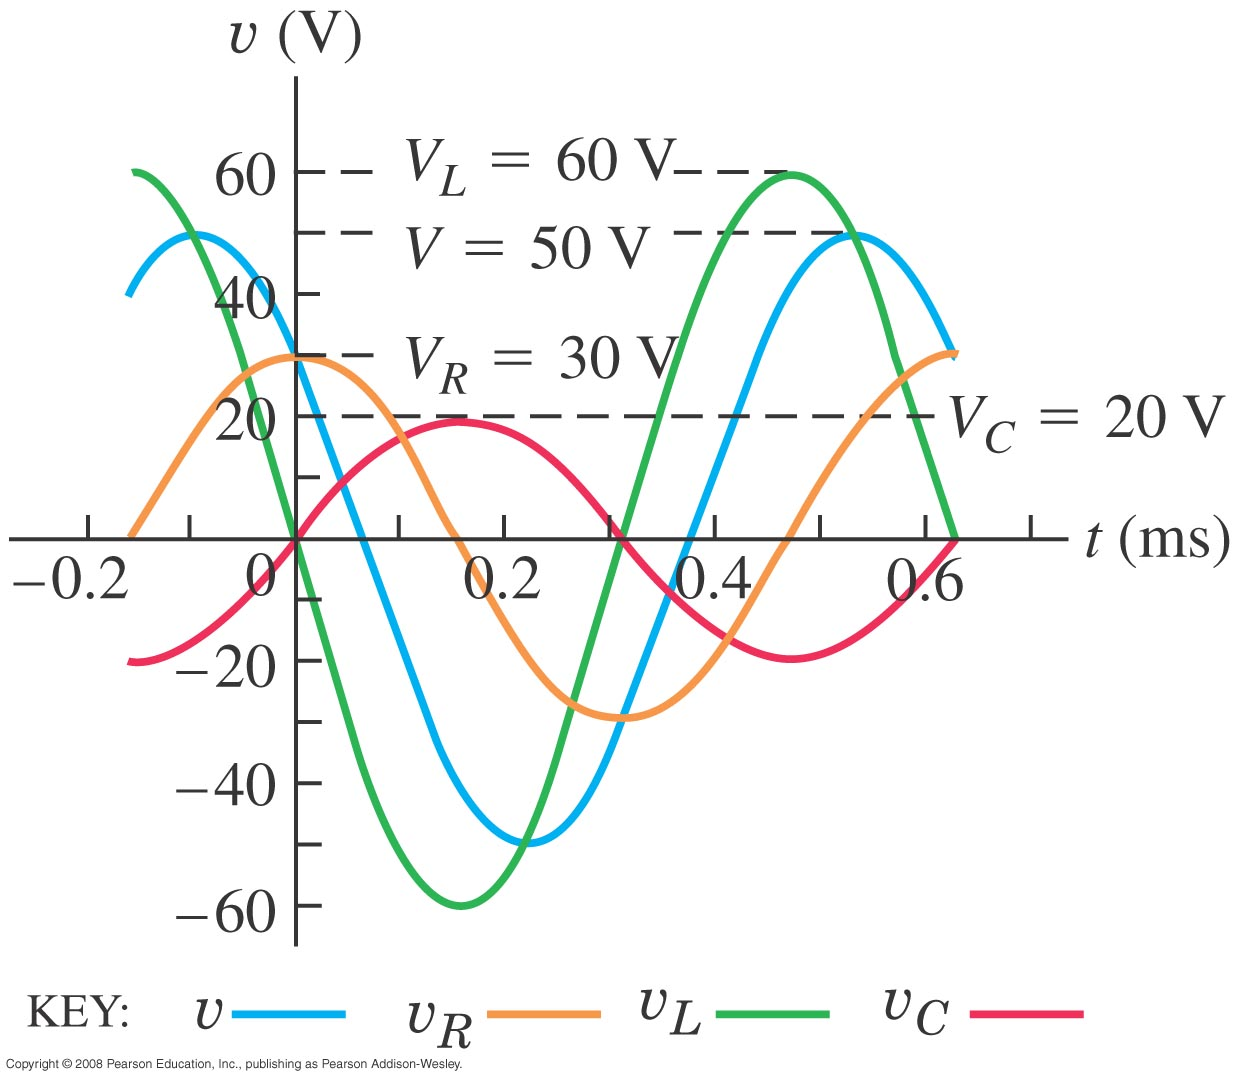 v (V)
60
V_L = 60 V
V = 50 V
40
V_R = 30 V
20
V_C = 20 V
t (ms)
−0.2
0
0.2
0.4
0.6
−20
−40
−60
KEY: v v_R v_L v_C
Copyright © 2008 Pearson Education, Inc., publishing as Pearson Addison-Wesley.